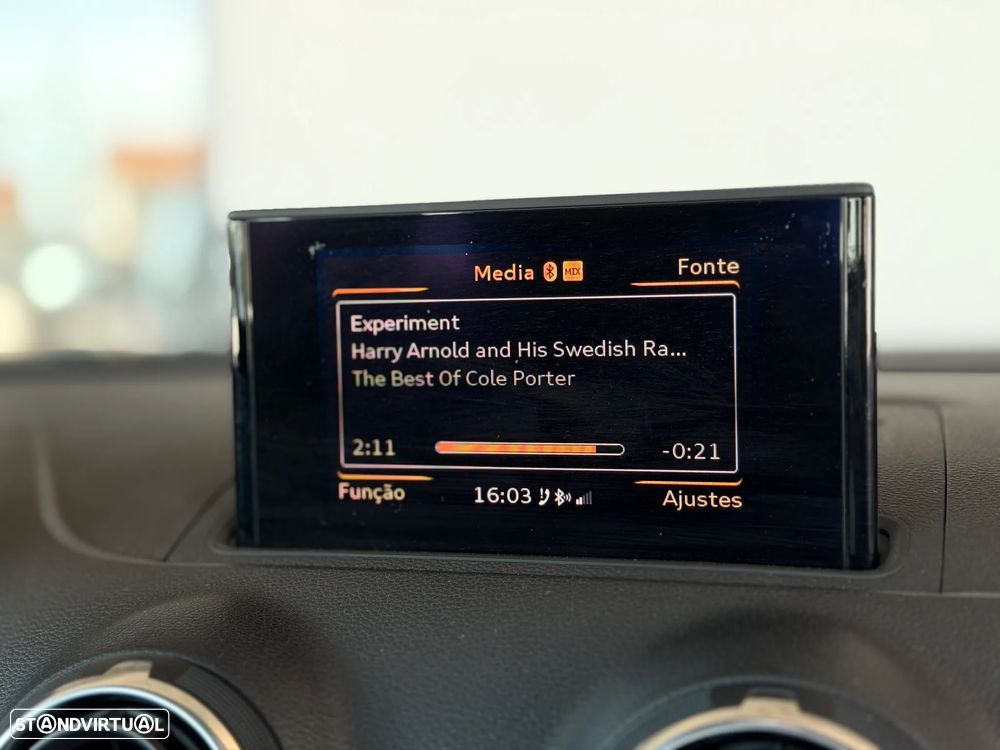 Media MIX Fonte
Experiment
Harry Arnold and His Swedish Ra...
The Best Of Cole Porter
2:11 -0:21
Função 16:03 Ajustes
STANDVIRTUAL